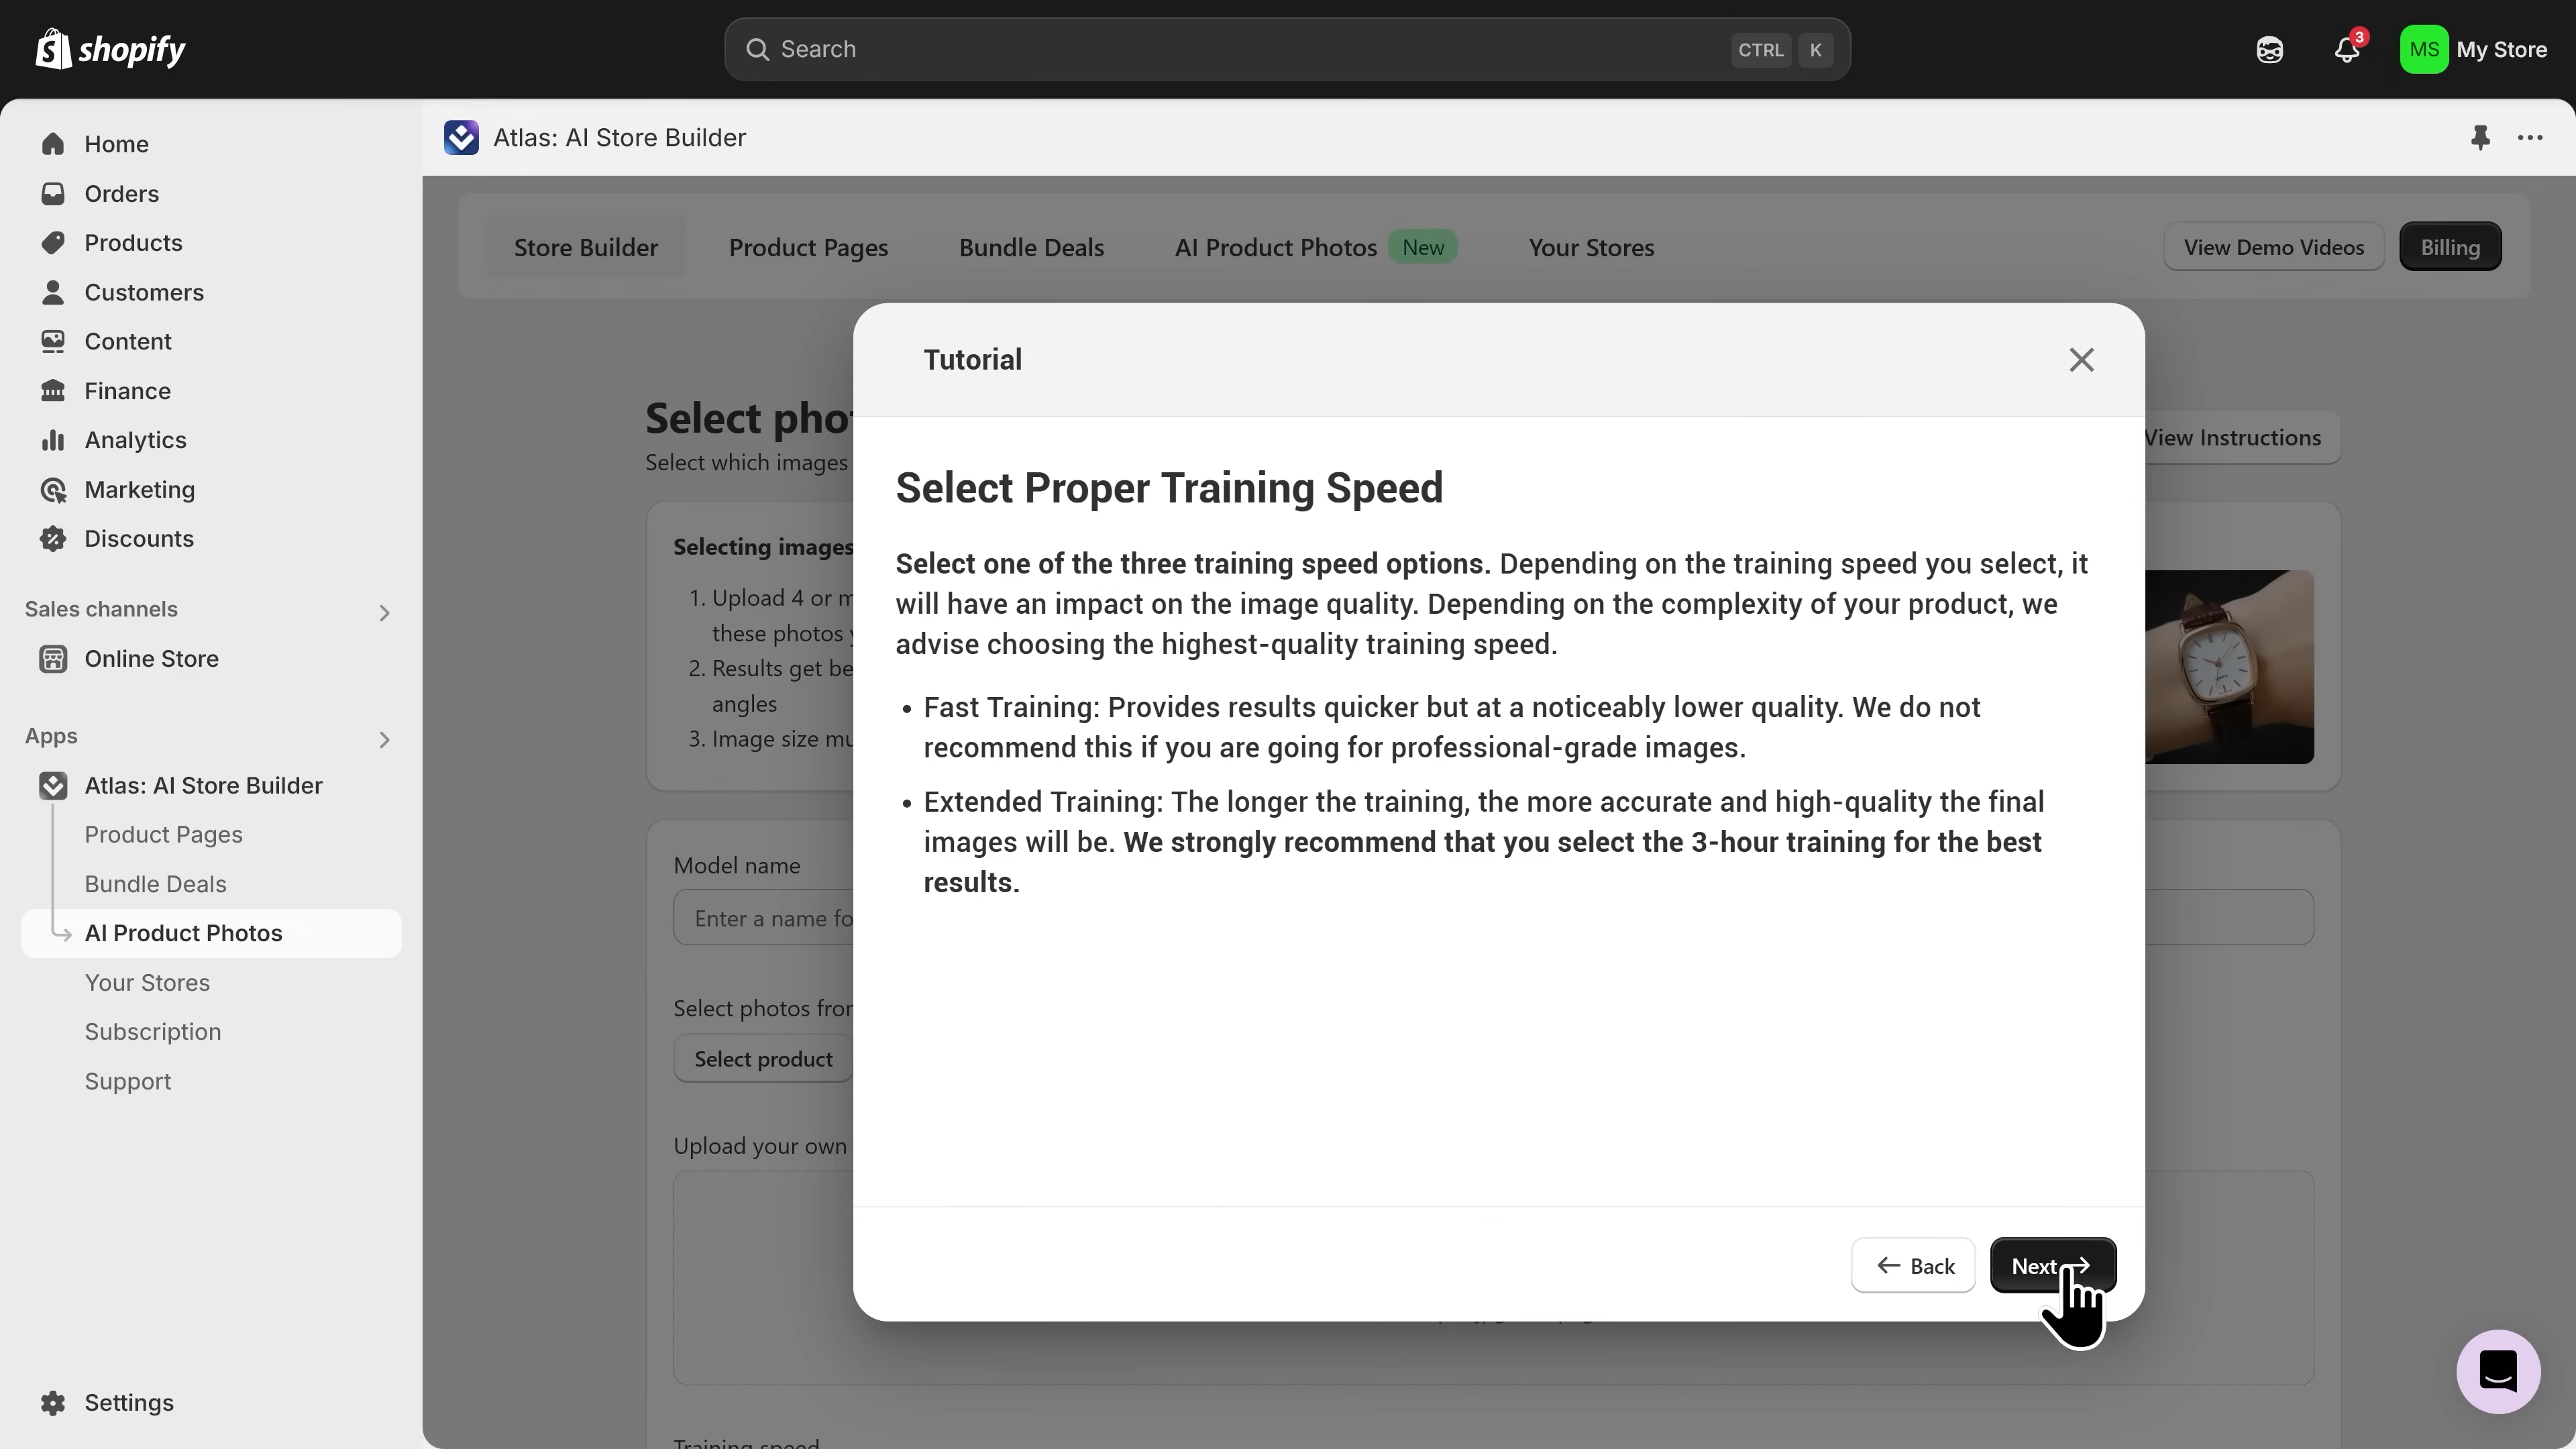 shopify
Search
CTRL K
3
MS
My Store
Home
Orders
Products
Customers
Content
Finance
Analytics
Marketing
Discounts
Sales channels
Online Store
Apps
Atlas: AI Store Builder
Product Pages
Bundle Deals
AI Product Photos
Your Stores
Subscription
Support
Settings
Atlas: AI Store Builder
Store Builder
Product Pages
Bundle Deals
AI Product Photos New
Your Stores
View Demo Videos
Billing
Select pho
Select which images
View Instructions
Selecting images
1. Upload 4 or m
these photos
2. Results get be
angles
3. Image size mu
Model name
Enter a name fo
Select photos from
Select product
Upload your own
Training speed
Tutorial
Select Proper Training Speed
Select one of the three training speed options. Depending on the training speed you select, it
will have an impact on the image quality. Depending on the complexity of your product, we
advise choosing the highest-quality training speed.
• Fast Training: Provides results quicker but at a noticeably lower quality. We do not
recommend this if you are going for professional-grade images.
• Extended Training: The longer the training, the more accurate and high-quality the final
images will be. We strongly recommend that you select the 3-hour training for the best
results.
← Back
Next →